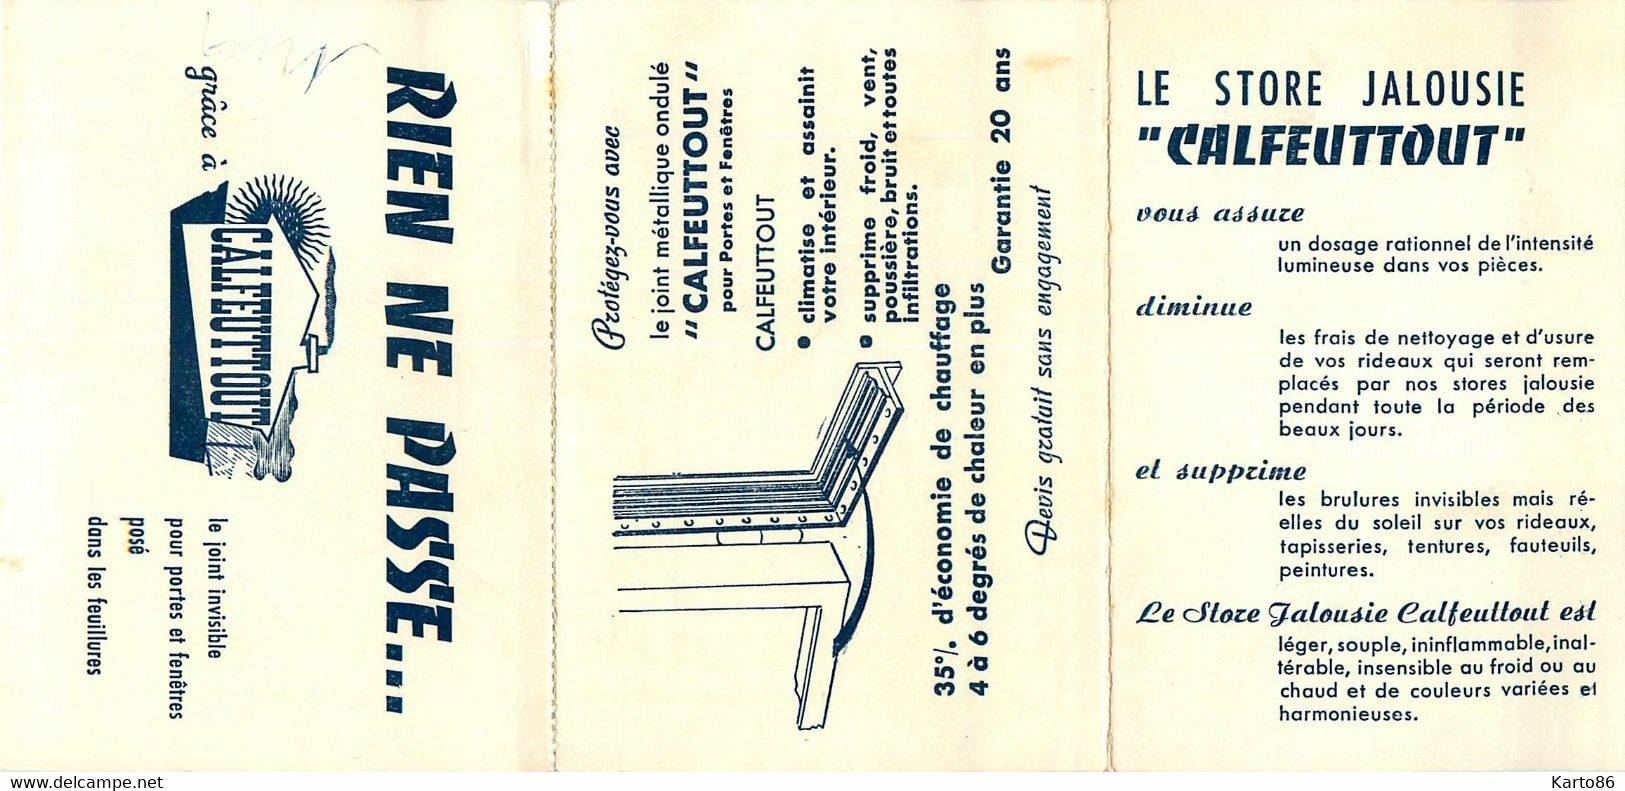 RIEN NE PASSE...
grâce à
CALFEUTTOUT
le joint invisible
pour portes et fenêtres
posé
dans les feuillures
Protégez-vous avec
le joint métallique ondulé
"CALFEUTTOUT"
pour Portes et Fenêtres
CALFEUTTOUT
• climatise et assainit
votre intérieur.
• supprime froid, vent,
poussière, bruit et toutes
infiltrations.
35°/. d'économie de chauffage
4 à 6 degrés de chaleur en plus
Garantie 20 ans
Devis gratuit sans engagement
LE STORE JALOUSIE
"CALFEUTTOUT"
vous assure
un dosage rationnel de l'intensité
lumineuse dans vos pièces.
diminue
les frais de nettoyage et d'usure
de vos rideaux qui seront rem-
placés par nos stores jalousie
pendant toute la période des
beaux jours.
et supprime
les brulures invisibles mais ré-
elles du soleil sur vos rideaux,
tapisseries, tentures, fauteuils,
peintures.
Le Store Jalousie Calfeuttout est
léger, souple, ininflammable, inal-
térable, insensible au froid ou au
chaud et de couleurs variées et
harmonieuses.
www.delcampe.net
Karto86